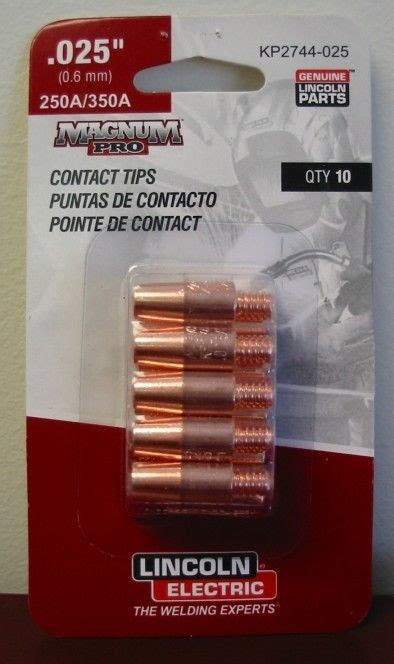 .025"
(0.6 mm)
250A/350A
KP2744-025
GENUINE
LINCOLN
PARTS
MAGNUM
PRO
CONTACT TIPS
PUNTAS DE CONTACTO
POINTE DE CONTACT
QTY 10
LINCOLN
ELECTRIC
THE WELDING EXPERTS